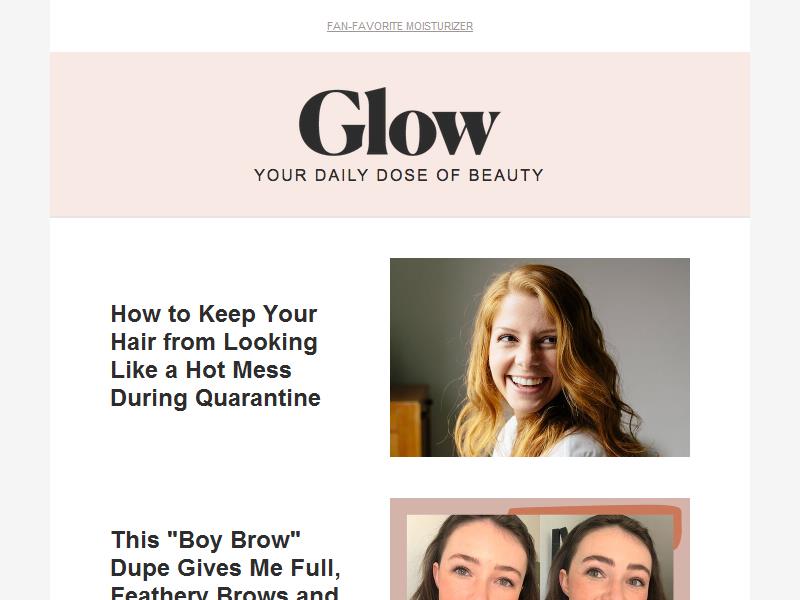 FAN-FAVORITE MOISTURIZER
Glow
YOUR DAILY DOSE OF BEAUTY
How to Keep Your
Hair from Looking
Like a Hot Mess
During Quarantine
This "Boy Brow"
Dupe Gives Me Full,
Feathery Brows and